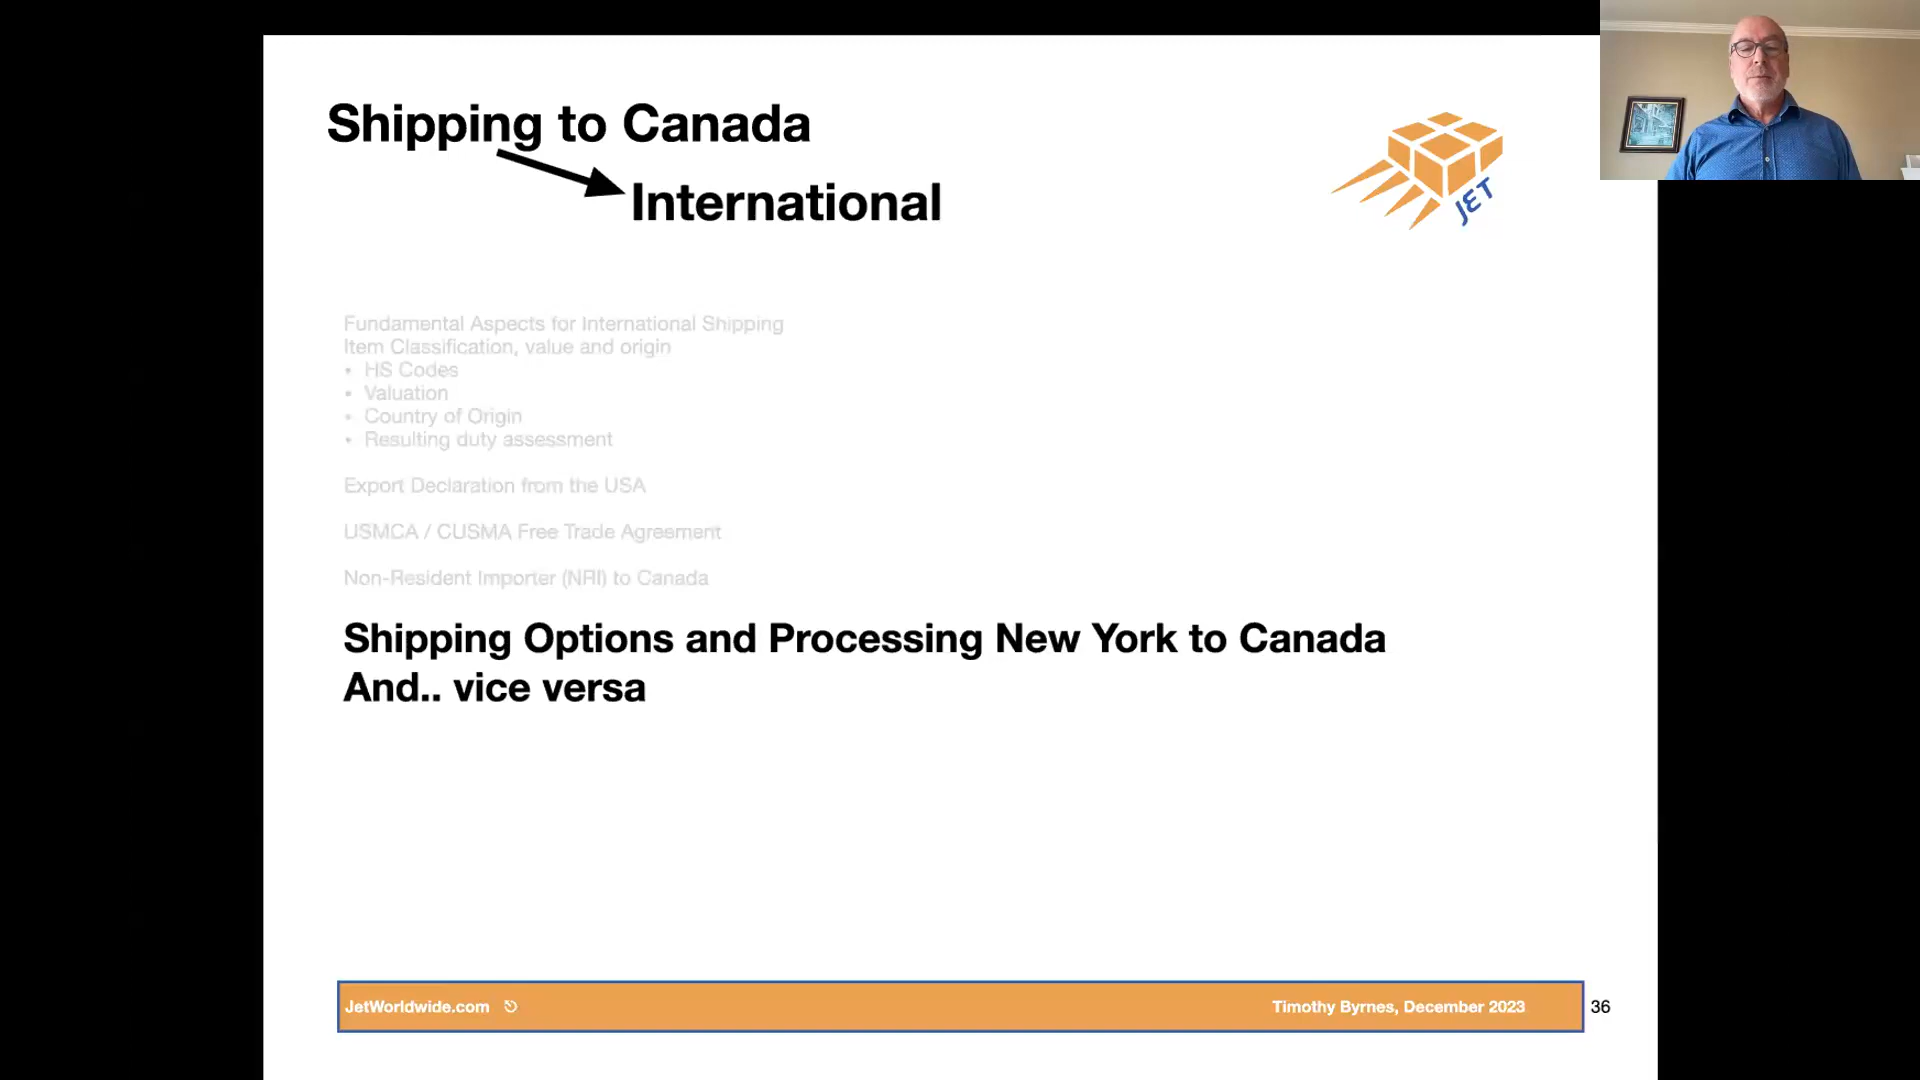 Shipping to Canada
International
JET
Fundamental Aspects for International Shipping
Item Classification, value and origin
• HS Codes
• Valuation
• Country of Origin
• Resulting duty assessment
Export Declaration from the USA
USMCA / CUSMA Free Trade Agreement
Non-Resident Importer (NRI) to Canada
Shipping Options and Processing New York to Canada
And.. vice versa
JetWorldwide.com
Timothy Byrnes, December 2023
36